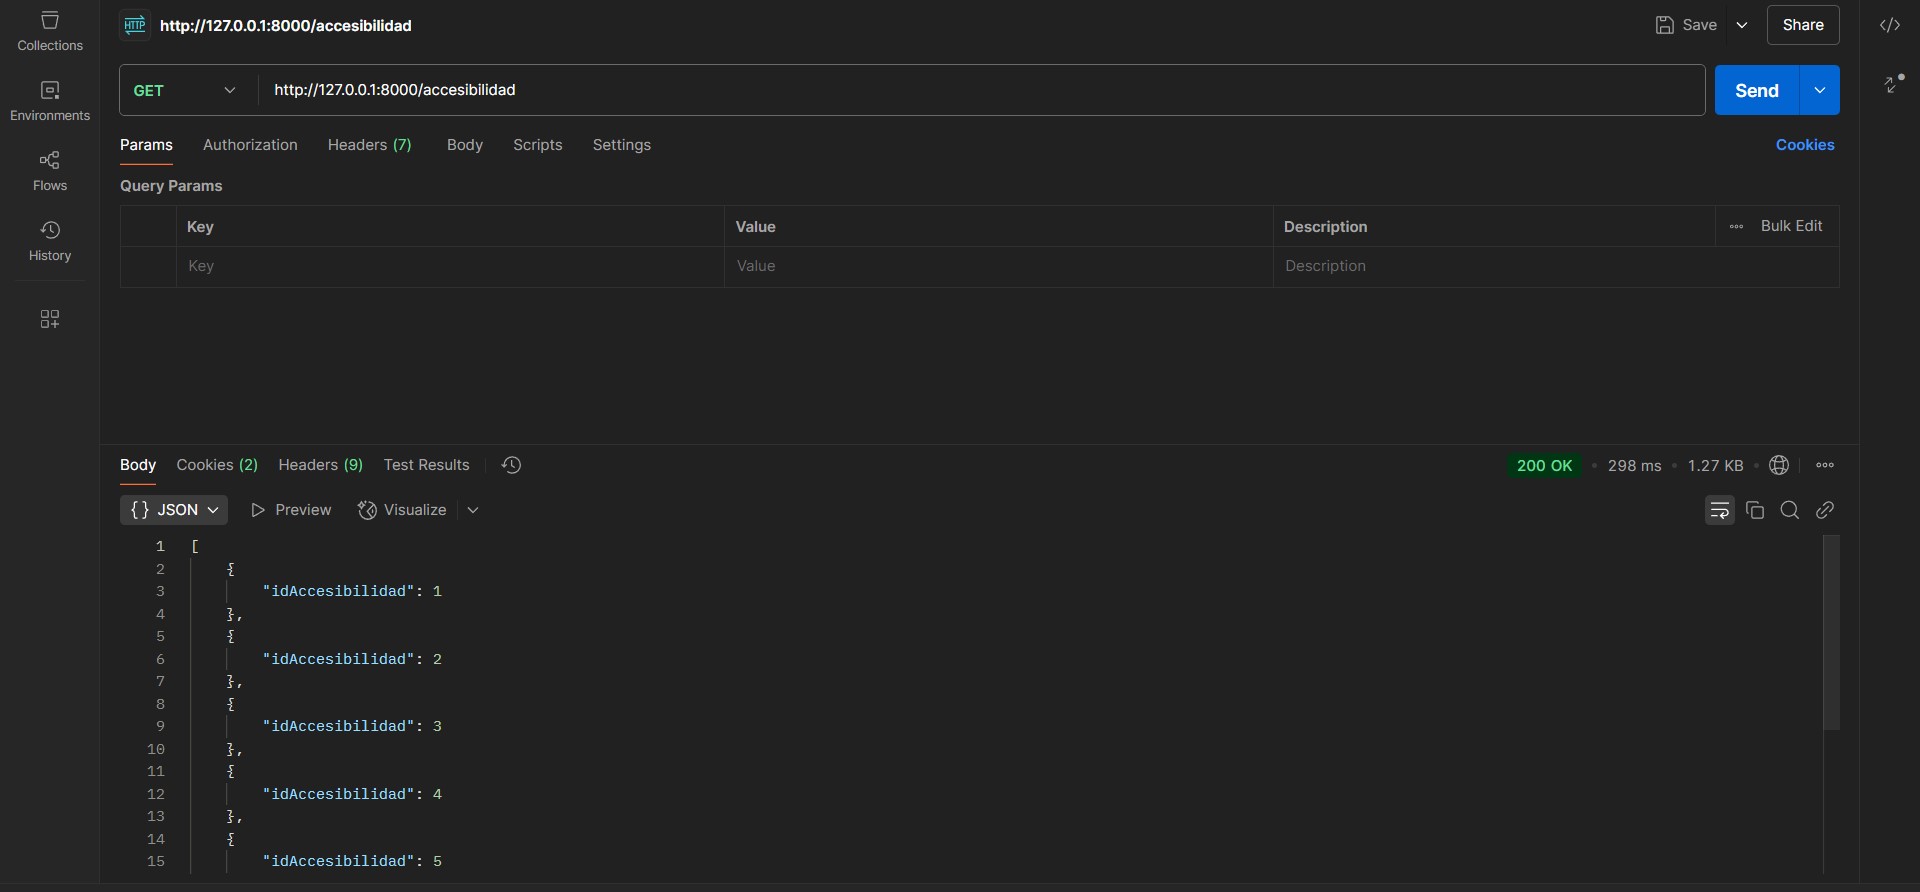 Collections
Environments
Flows
History
HTTP http://127.0.0.1:8000/accesibilidad
Save
Share
GET
http://127.0.0.1:8000/accesibilidad
Send
Params Authorization Headers (7) Body Scripts Settings
Cookies
Query Params
Key Value Description Bulk Edit
Key Value Description
Body Cookies (2) Headers (9) Test Results
200 OK • 298 ms • 1.27 KB •
{} JSON Preview Visualize
1 [
2 {
3 "idAccesibilidad": 1
4 },
5 {
6 "idAccesibilidad": 2
7 },
8 {
9 "idAccesibilidad": 3
10 },
11 {
12 "idAccesibilidad": 4
13 },
14 {
15 "idAccesibilidad": 5